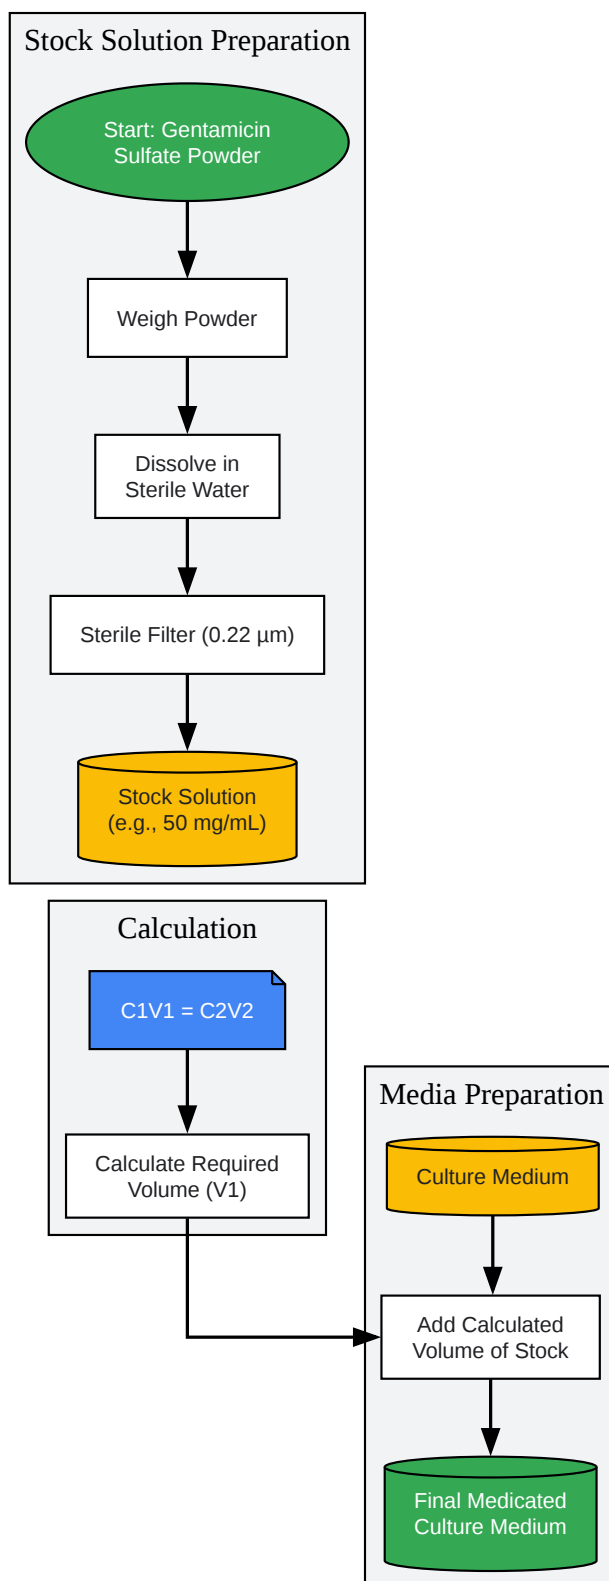 Stock Solution Preparation
Start: Gentamicin
Sulfate Powder
Weigh Powder
Dissolve in
Sterile Water
Sterile Filter (0.22 µm)
Stock Solution
(e.g., 50 mg/mL)
Calculation
C1V1 = C2V2
Calculate Required
Volume (V1)
Media Preparation
Culture Medium
Add Calculated
Volume of Stock
Final Medicated
Culture Medium